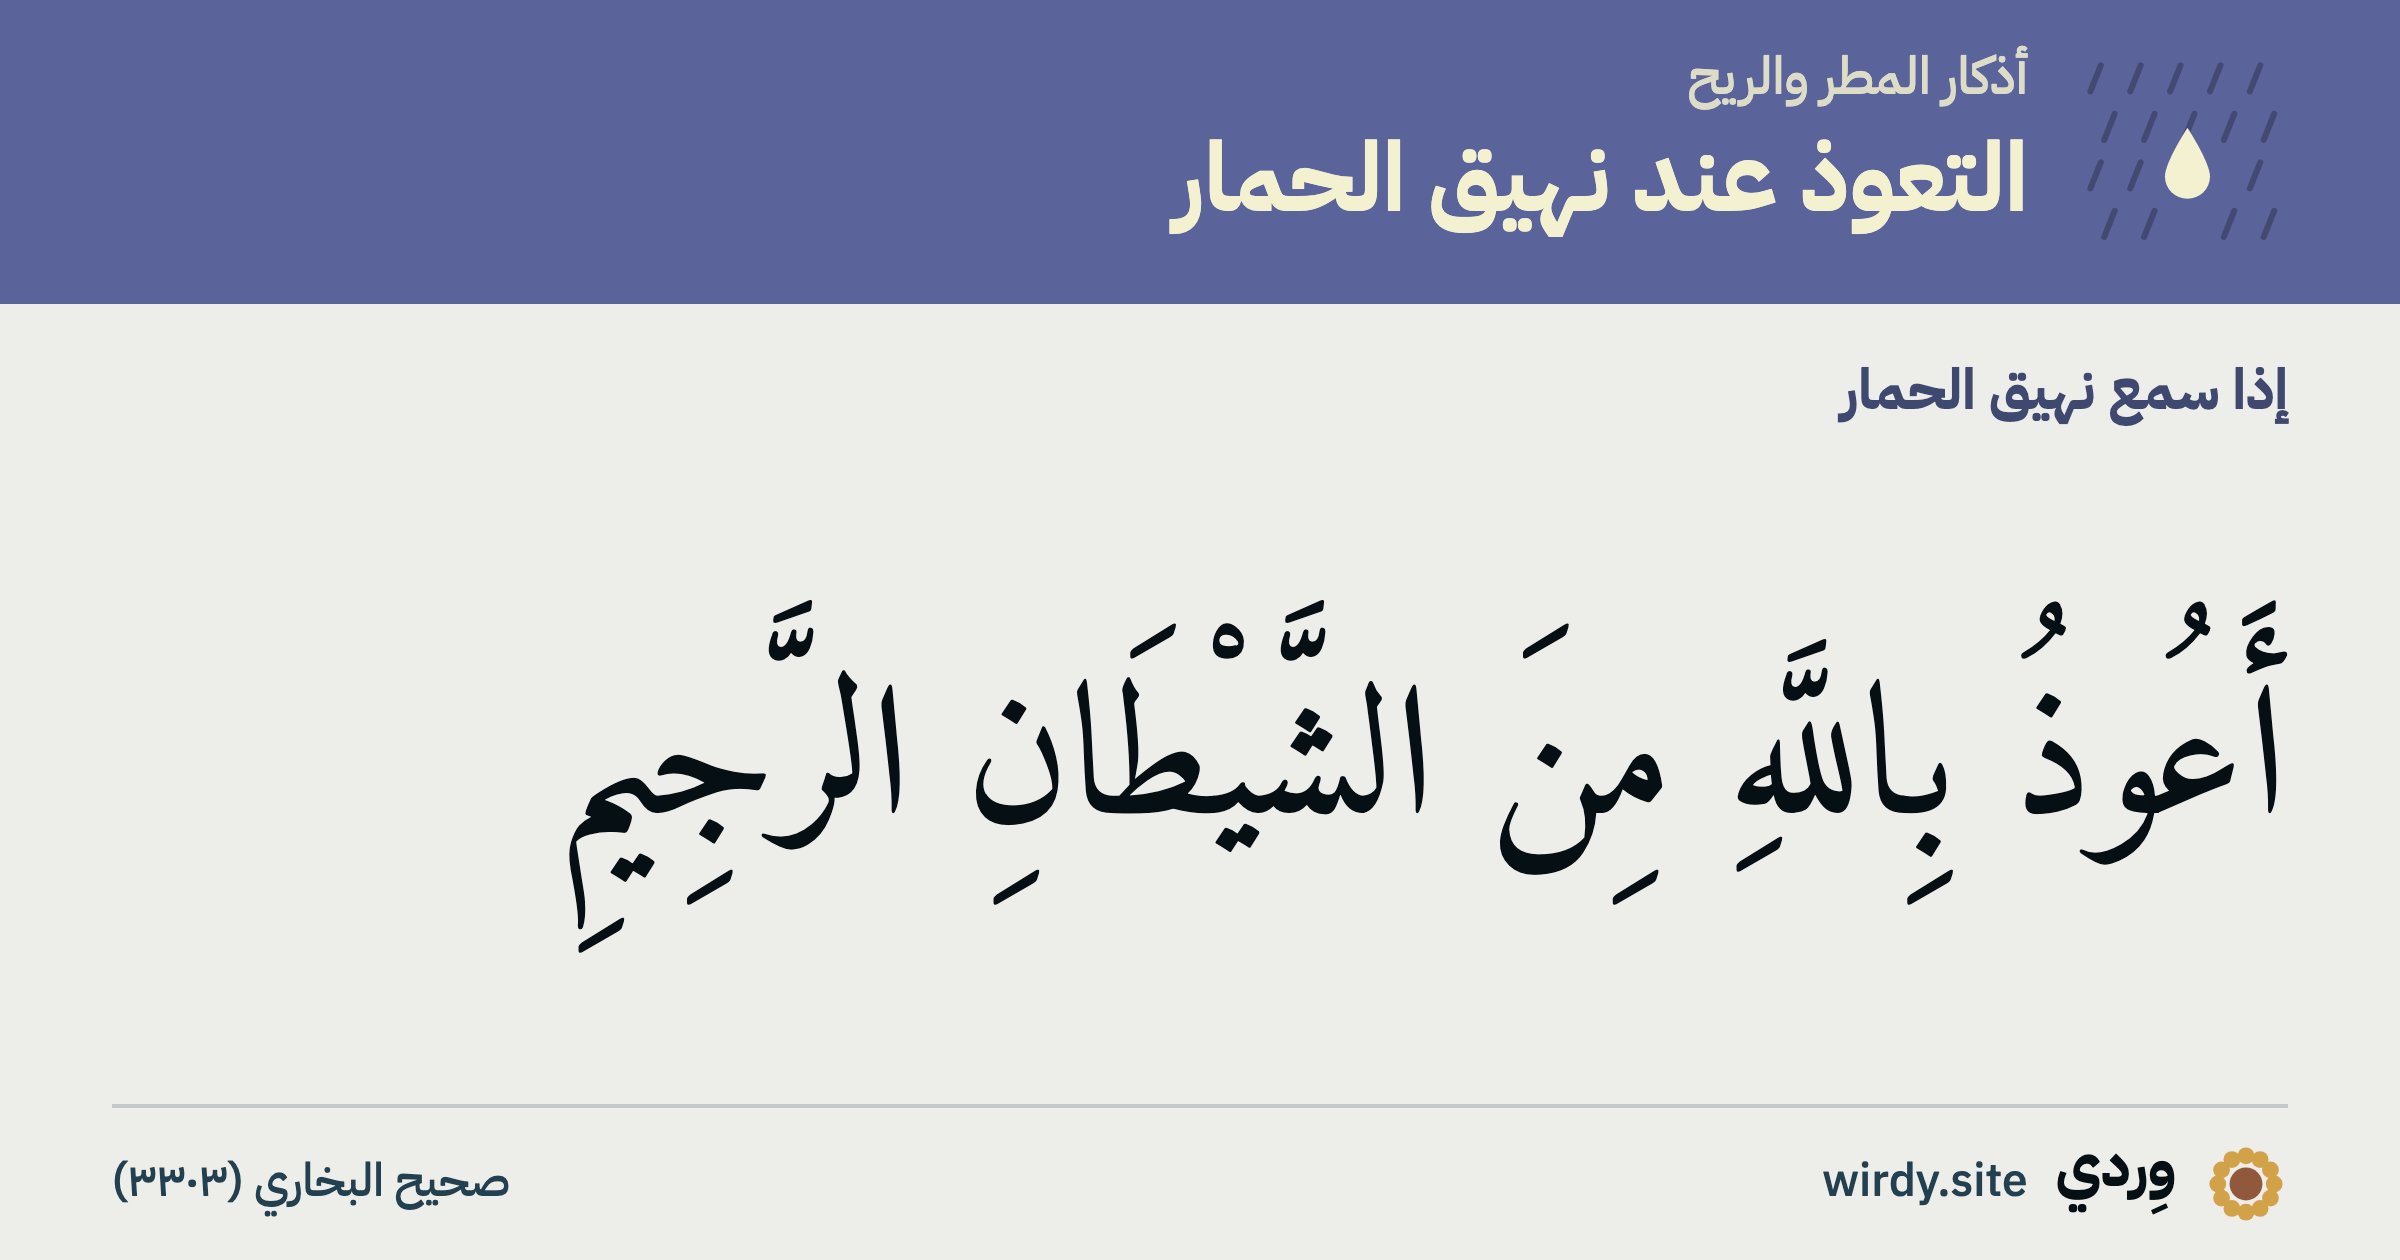 أذكار المطر والريح
التعوذ عند نهيق الحمار
إذا سمع نهيق الحمار
أَعُوذُ بِاللَّهِ مِنَ الشَّيْطَانِ الرَّجِيمِ
وِردي wirdy.site
صحيح البخاري (٣٣٠٣)